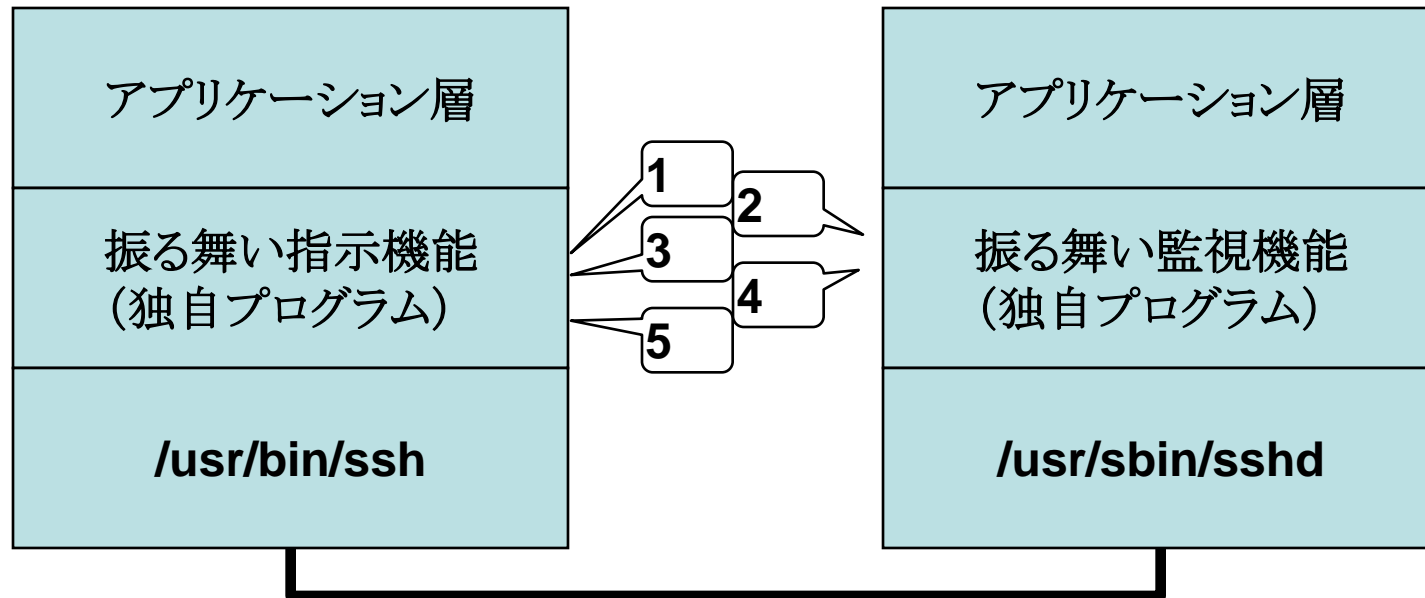 アプリケーション層
振る舞い指示機能
(独自プログラム)
/usr/bin/ssh
1
2
3
4
5
アプリケーション層
振る舞い監視機能
(独自プログラム)
/usr/sbin/sshd